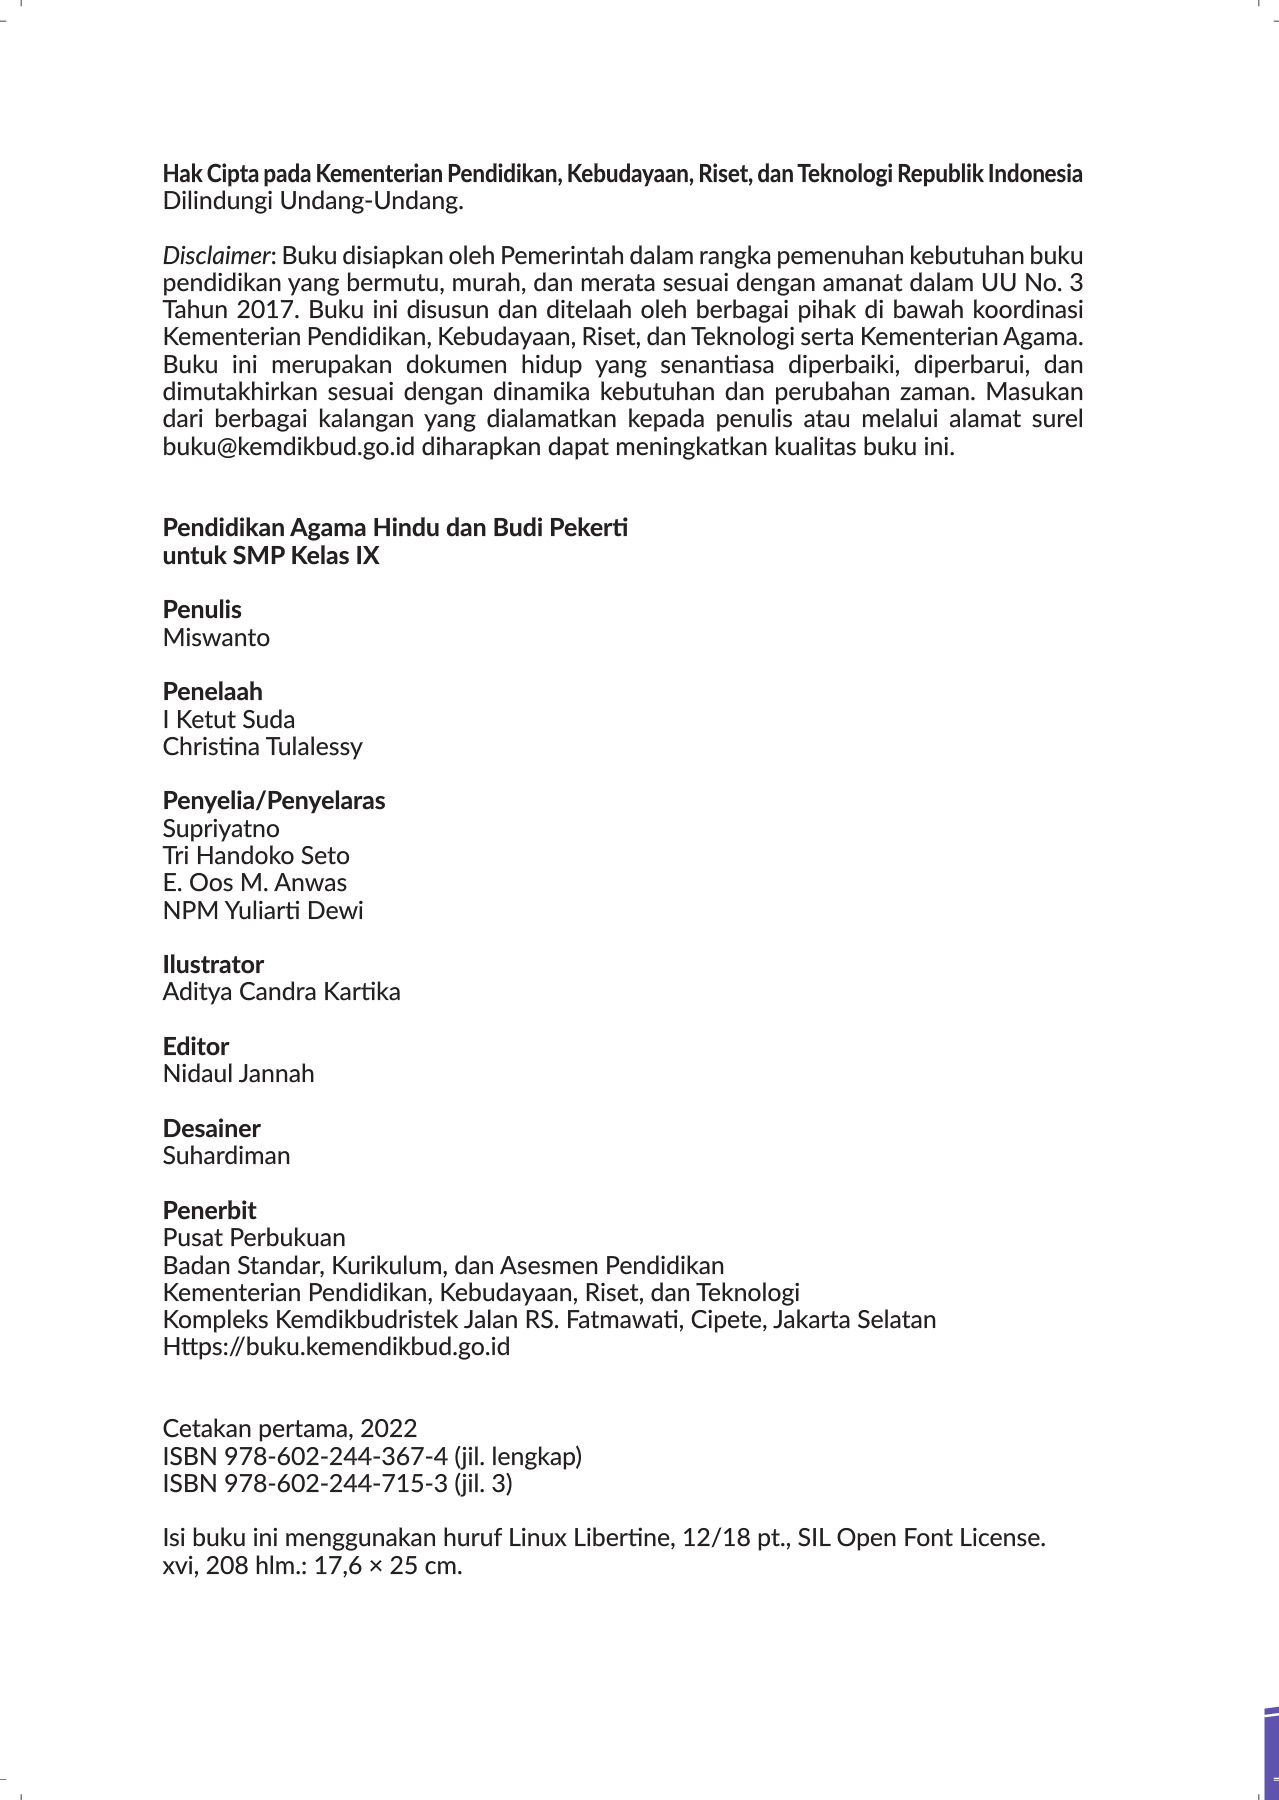 Hak Cipta pada Kementerian Pendidikan, Kebudayaan, Riset, dan Teknologi Republik Indonesia
Dilindungi Undang-Undang.
Disclaimer: Buku disiapkan oleh Pemerintah dalam rangka pemenuhan kebutuhan buku
pendidikan yang bermutu, murah, dan merata sesuai dengan amanat dalam UU No. 3
Tahun 2017. Buku ini disusun dan ditelaah oleh berbagai pihak di bawah koordinasi
Kementerian Pendidikan, Kebudayaan, Riset, dan Teknologi serta Kementerian Agama.
Buku ini merupakan dokumen hidup yang senantiasa diperbaiki, diperbarui, dan
dimutakhirkan sesuai dengan dinamika kebutuhan dan perubahan zaman. Masukan
dari berbagai kalangan yang dialamatkan kepada penulis atau melalui alamat surel
buku@kemdikbud.go.id diharapkan dapat meningkatkan kualitas buku ini.
Pendidikan Agama Hindu dan Budi Pekerti
untuk SMP Kelas IX
Penulis
Miswanto
Penelaah
I Ketut Suda
Christina Tulalessy
Penyelia/Penyelaras
Supriyatno
Tri Handoko Seto
E. Oos M. Anwas
NPM Yuliarti Dewi
Ilustrator
Aditya Candra Kartika
Editor
Nidaul Jannah
Desainer
Suhardiman
Penerbit
Pusat Perbukuan
Badan Standar, Kurikulum, dan Asesmen Pendidikan
Kementerian Pendidikan, Kebudayaan, Riset, dan Teknologi
Kompleks Kemdikbudristek Jalan RS. Fatmawati, Cipete, Jakarta Selatan
Https://buku.kemendikbud.go.id
Cetakan pertama, 2022
ISBN 978-602-244-367-4 (jil. lengkap)
ISBN 978-602-244-715-3 (jil. 3)
Isi buku ini menggunakan huruf Linux Libertine, 12/18 pt., SIL Open Font License.
xvi, 208 hlm.: 17,6 × 25 cm.